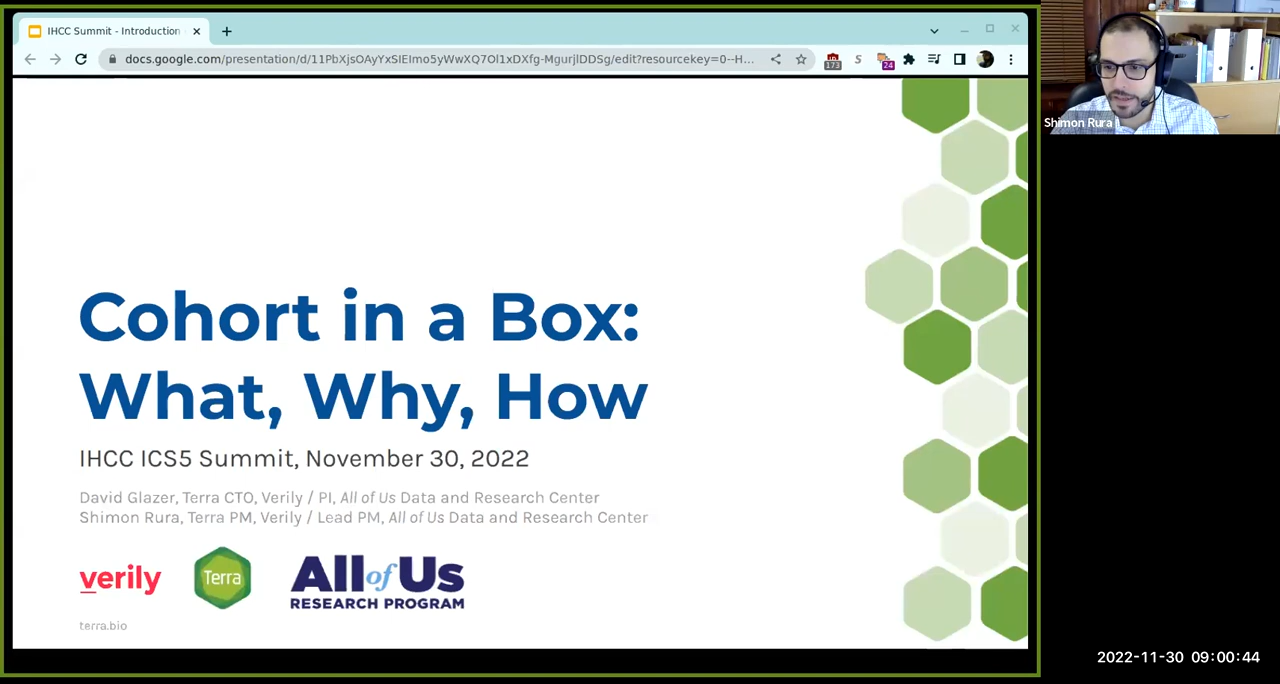 IHCC Summit - Introduction
docs.google.com/presentation/d/11PbXjsOAyYxSIEImo5yWwXQ7Ol1xDXfg-MgurjlDDSg/edit?resourcekey=0--H...
173
S
24
Shimon Rura
Cohort in a Box:
What, Why, How
IHCC ICS5 Summit, November 30, 2022
David Glazer, Terra CTO, Verily / PI, All of Us Data and Research Center
Shimon Rura, Terra PM, Verily / Lead PM, All of Us Data and Research Center
verily
Terra
All of Us
RESEARCH PROGRAM
terra.bio
2022-11-30 09:00:44